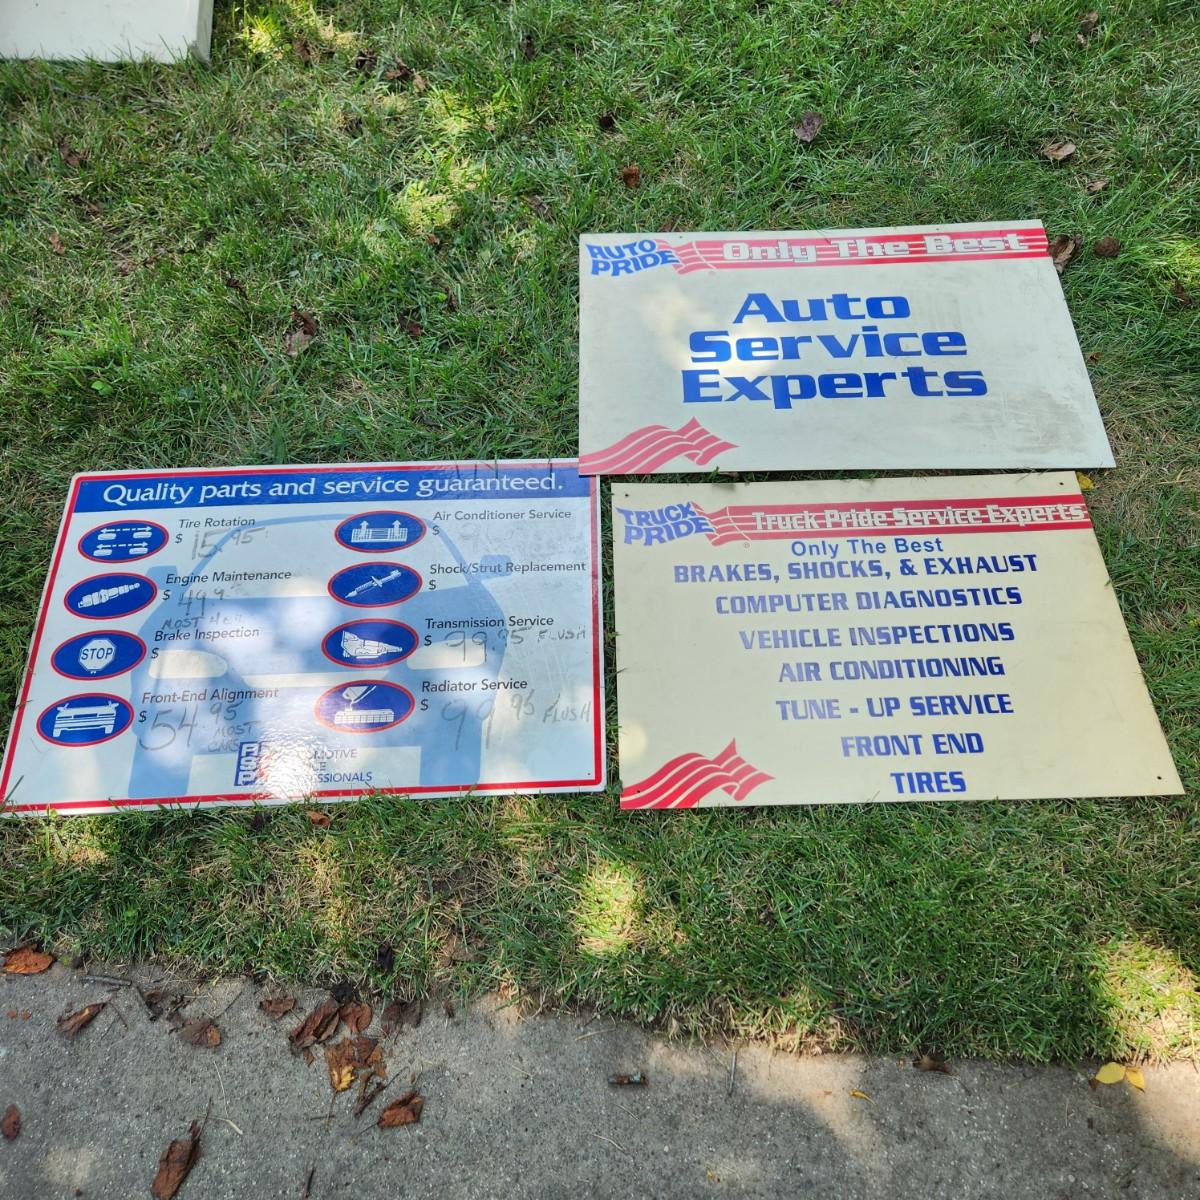 AUTO
PRIDE
Only The Best
Auto
Service
Experts
Quality parts and service guaranteed.
Tire Rotation
$ 15.95
Engine Maintenance
$ 49.9
MOST
Brake Inspection
$
STOP
Front-End Alignment
$ 54.95
MOST
CARS
Air Conditioner Service
$
Shock/Strut Replacement
$
Transmission Service
$ 99.95 FLUSH
Radiator Service
$ 99.95 FLUSH
ASP
TRUCK
PRIDE
Truck Pride Service Experts
Only The Best
BRAKES, SHOCKS, & EXHAUST
COMPUTER DIAGNOSTICS
VEHICLE INSPECTIONS
AIR CONDITIONING
TUNE - UP SERVICE
FRONT END
TIRES